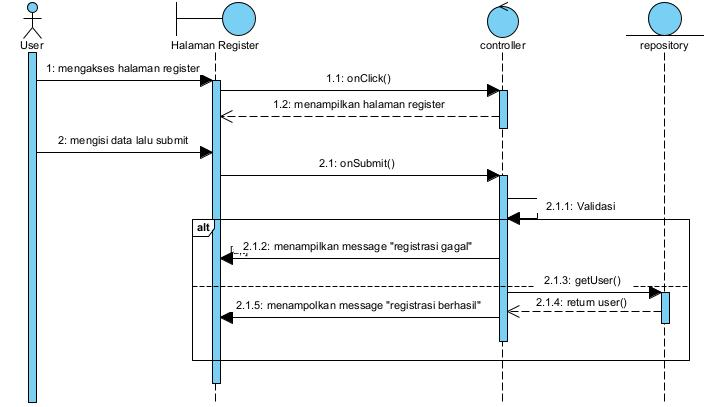 User
Halaman Register
controller
repository
1: mengakses halaman register
1.1: onClick()
1.2: menampilkan halaman register
2: mengisi data lalu submit
2.1: onSubmit()
2.1.1: Validasi
alt
2.1.2: menampilkan message "registrasi gagal"
2.1.3: getUser()
2.1.4: return user()
2.1.5: menampolkan message "registrasi berhasil"